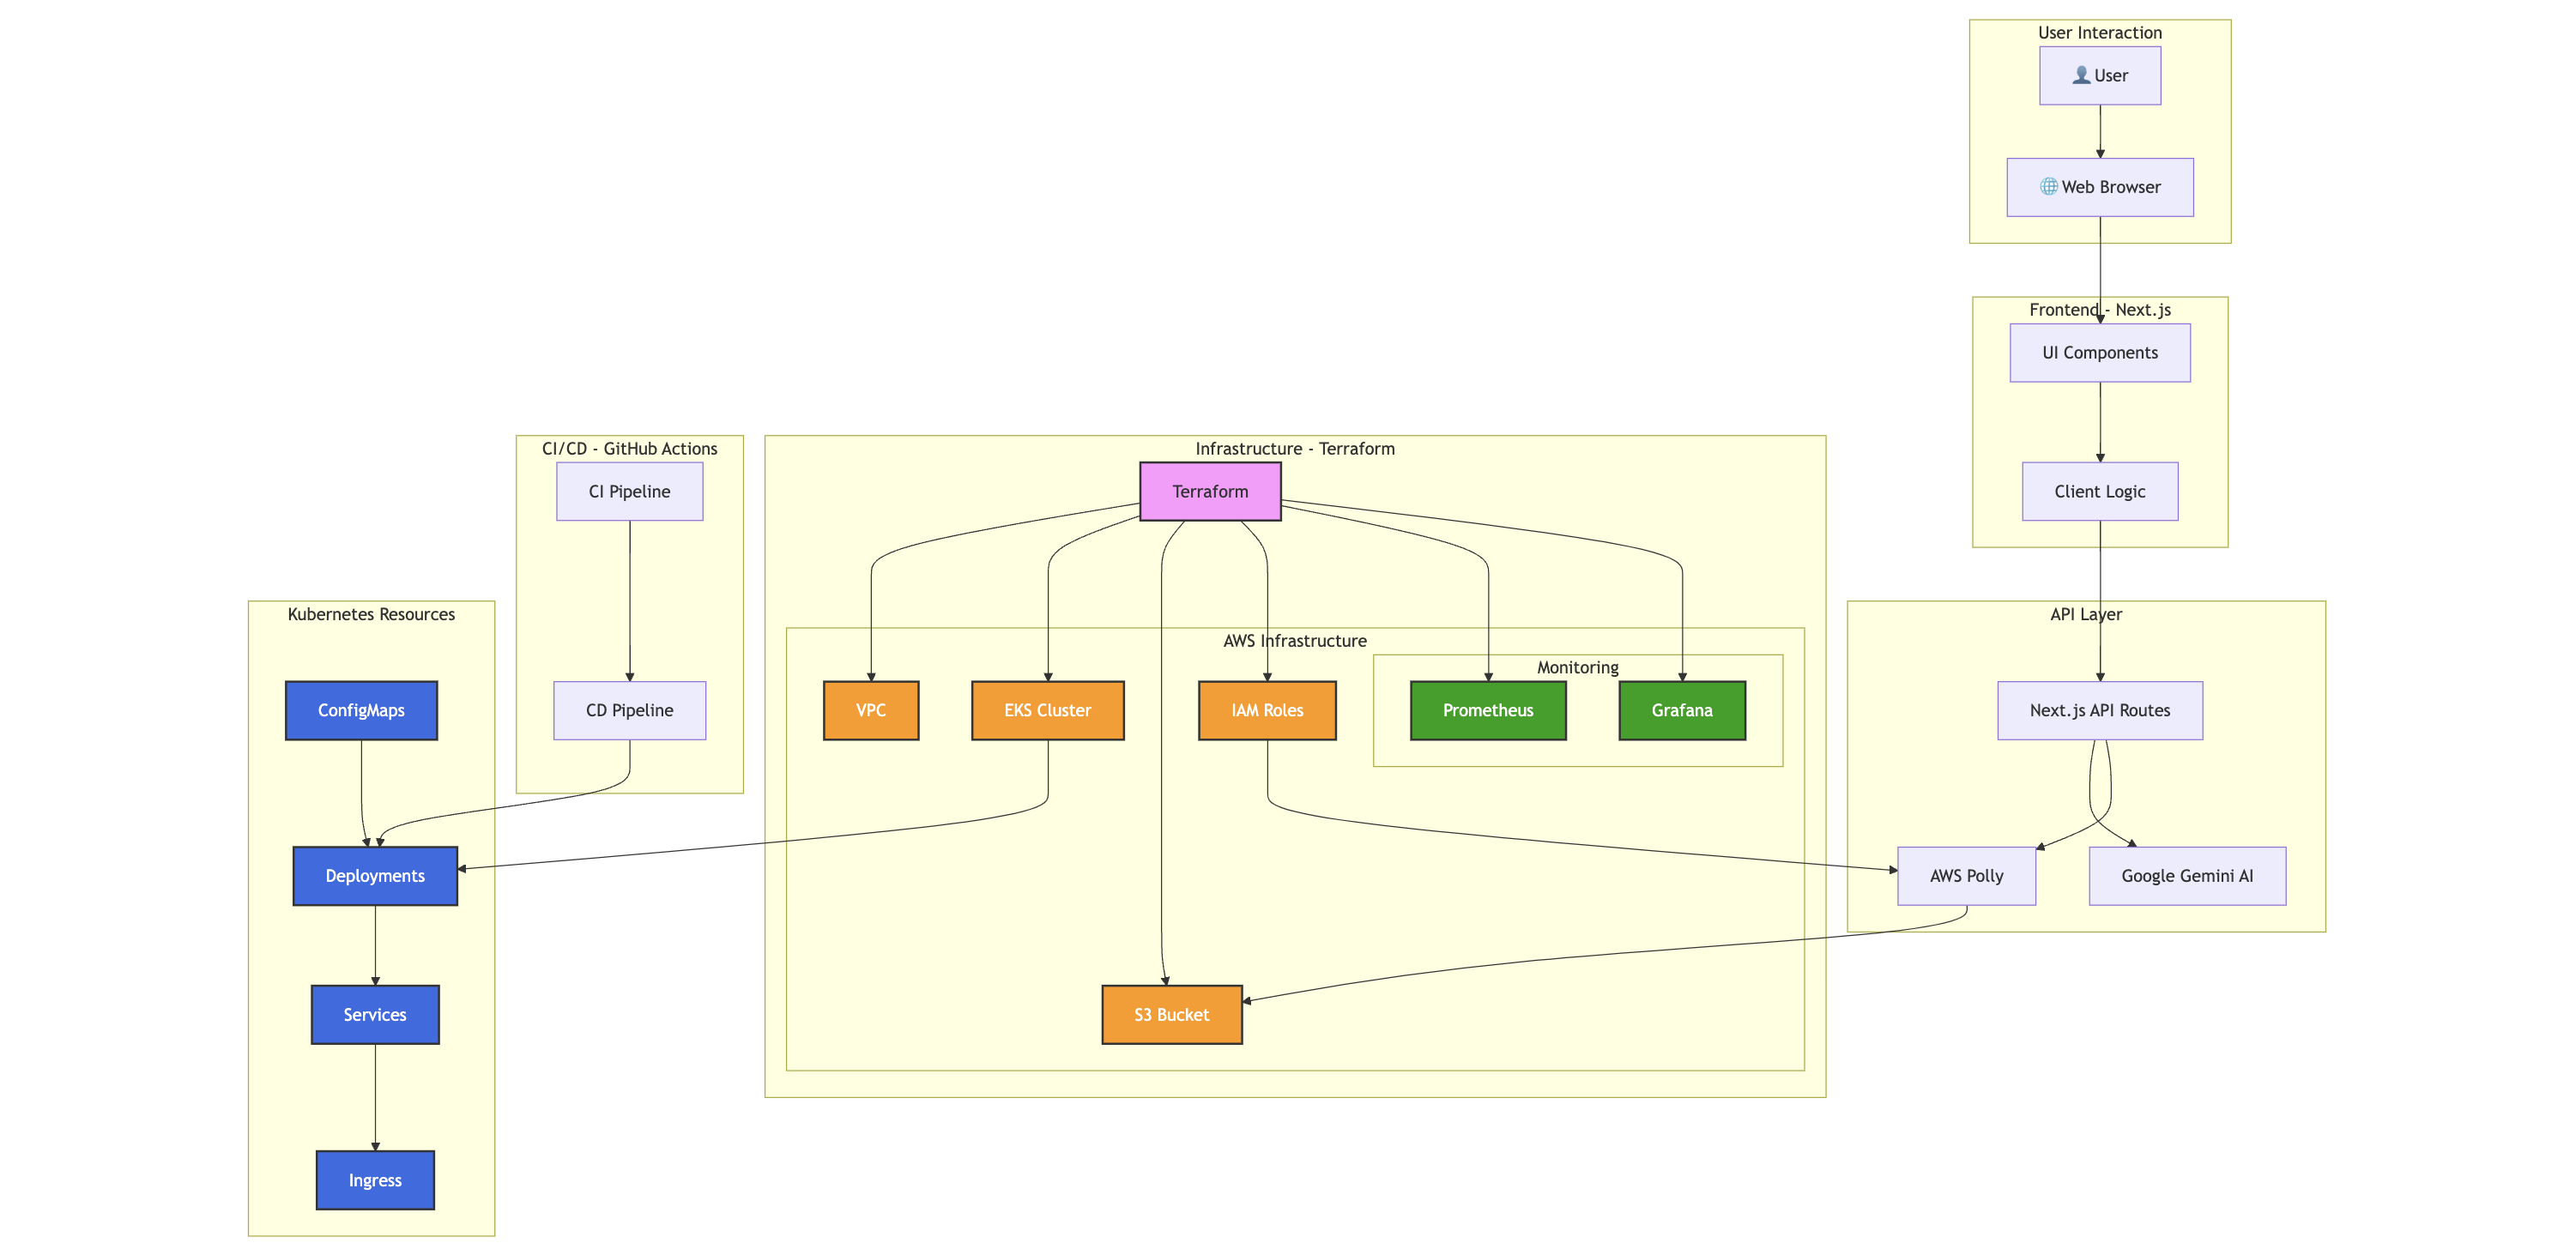 User Interaction
👤 User
🌐 Web Browser
Frontend - Next.js
UI Components
Client Logic
CI/CD - GitHub Actions
CI Pipeline
CD Pipeline
Infrastructure - Terraform
Terraform
AWS Infrastructure
VPC
EKS Cluster
IAM Roles
Monitoring
Prometheus
Grafana
S3 Bucket
Kubernetes Resources
ConfigMaps
Deployments
Services
Ingress
API Layer
Next.js API Routes
AWS Polly
Google Gemini AI